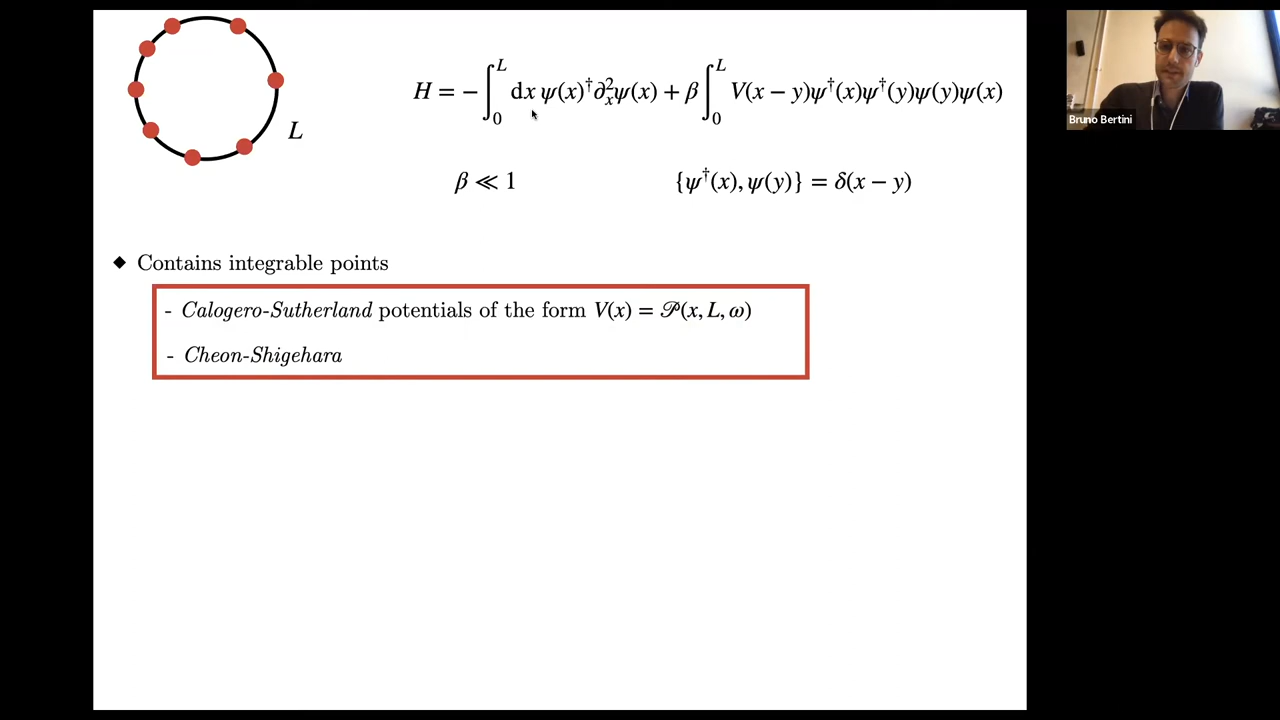 H = −∫₀ᴸ dx ψ(x)†∂ₓ²ψ(x) + β∫₀ᴸ V(x − y)ψ†(x)ψ†(y)ψ(y)ψ(x)
L
β ≪ 1
{ψ†(x), ψ(y)} = δ(x − y)
◆ Contains integrable points
- Calogero-Sutherland potentials of the form V(x) = 𝒫(x, L, ω)
- Cheon-Shigehara
Bruno Bertini